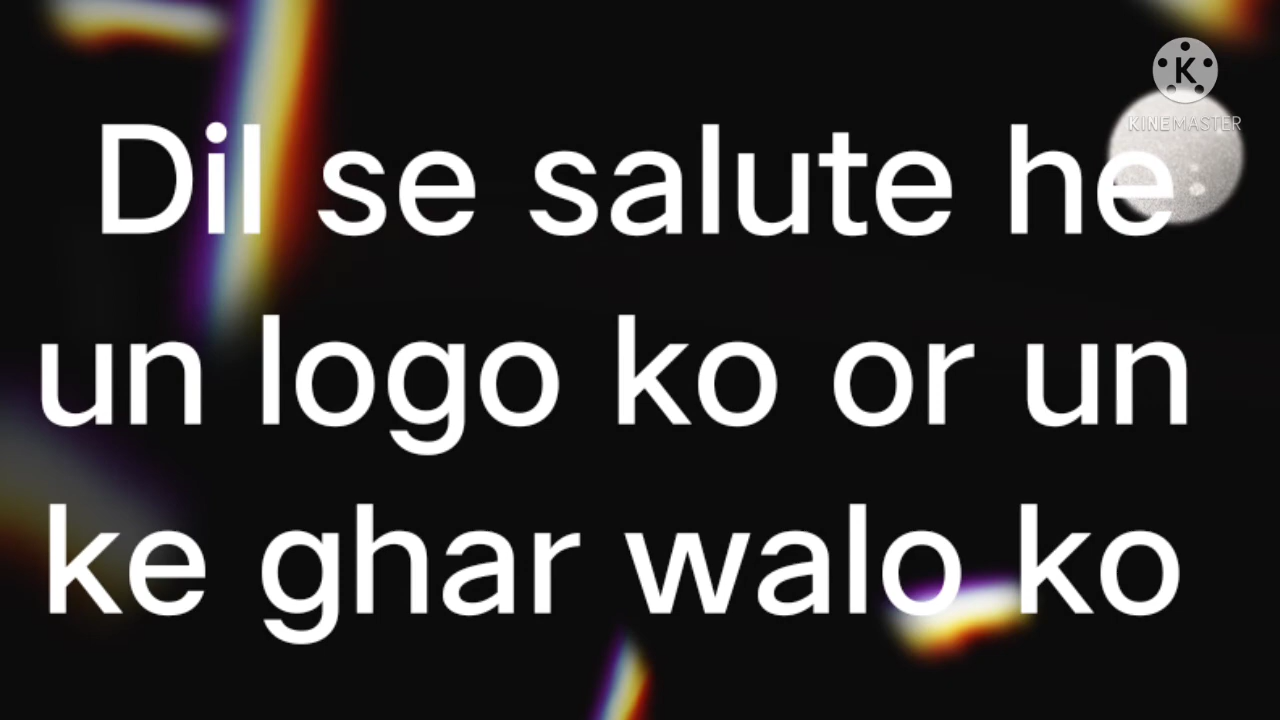 K
KINEMASTER
Dil se salute he
un logo ko or un
ke ghar walo ko